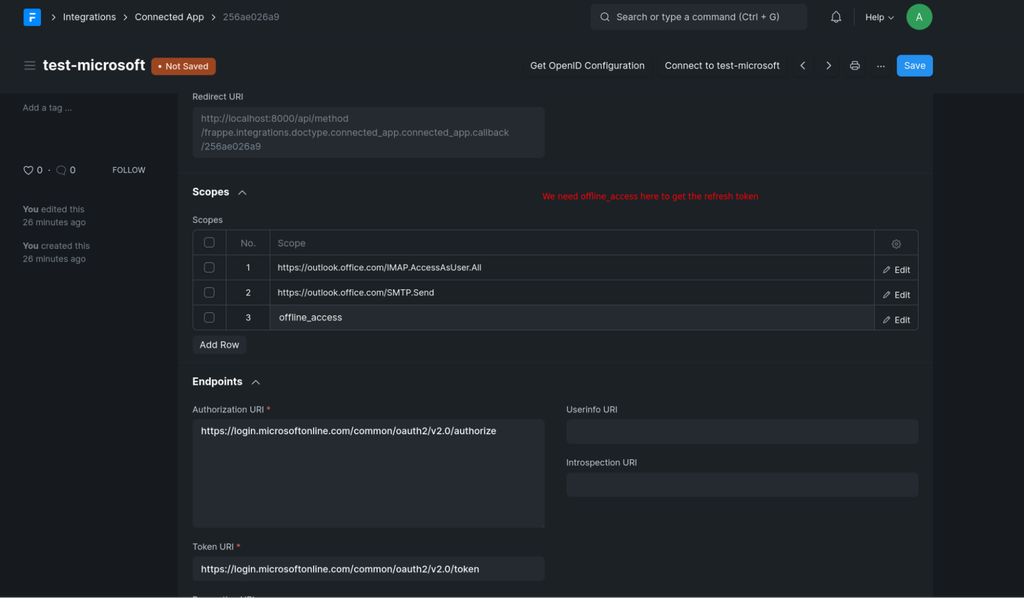 F Integrations Connected App 256ae026a9 Search or type a command (Ctrl + G) Help A
test-microsoft • Not Saved Get OpenID Configuration Connect to test-microsoft ... Save
Add a tag ...
0 · 0 FOLLOW
You edited this
26 minutes ago
You created this
26 minutes ago
Redirect URI
http://localhost:8000/api/method
/frappe.integrations.doctype.connected_app.connected_app.callback
/256ae026a9
Scopes
We need offline_access here to get the refresh token
Scopes
No. Scope
1 https://outlook.office.com/IMAP.AccessAsUser.All Edit
2 https://outlook.office.com/SMTP.Send Edit
3 offline_access Edit
Add Row
Endpoints
Authorization URI *
https://login.microsoftonline.com/common/oauth2/v2.0/authorize
Userinfo URI
Introspection URI
Token URI *
https://login.microsoftonline.com/common/oauth2/v2.0/token